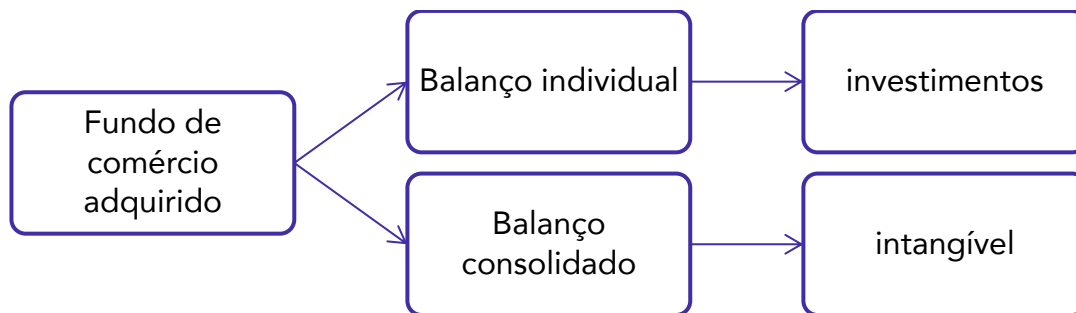 Fundo de
comércio
adquirido
Balanço individual
investimentos
Balanço
consolidado
intangível